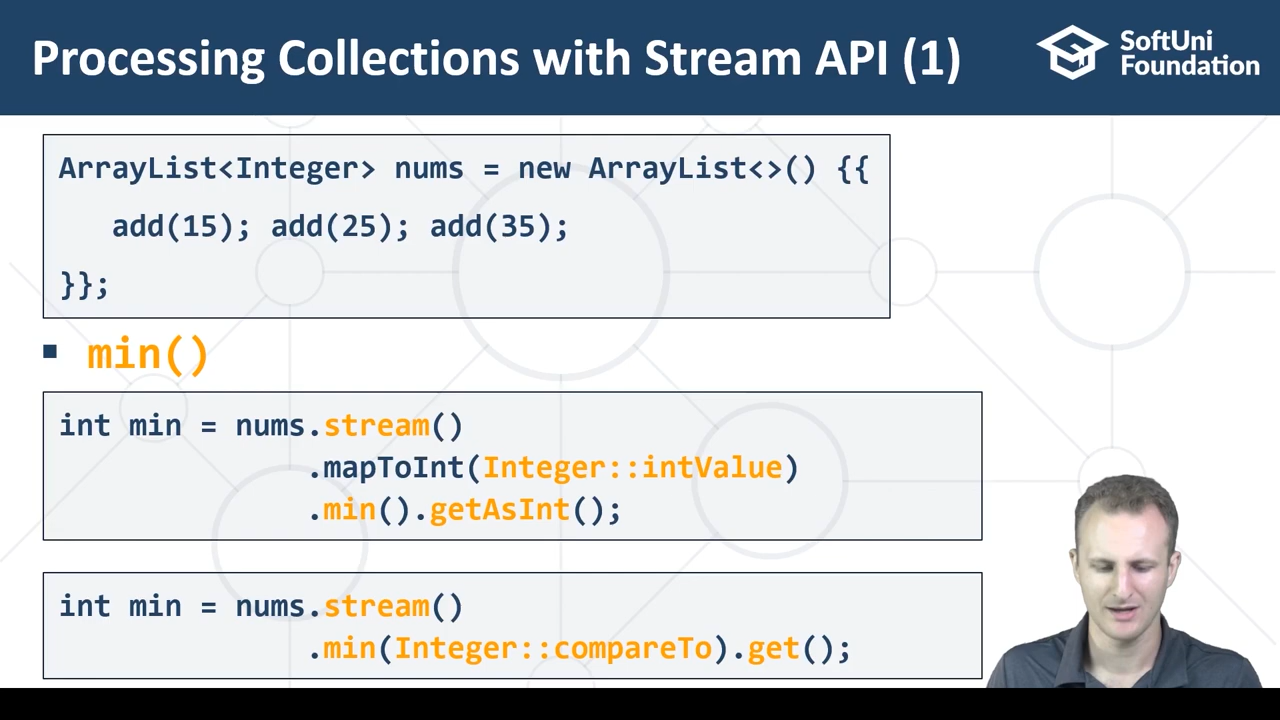 Processing Collections with Stream API (1)
SoftUni
Foundation
ArrayList<Integer> nums = new ArrayList<>() {{
add(15); add(25); add(35);
}};
▪ min()
int min = nums.stream()
.mapToInt(Integer::intValue)
.min().getAsInt();
int min = nums.stream()
.min(Integer::compareTo).get();